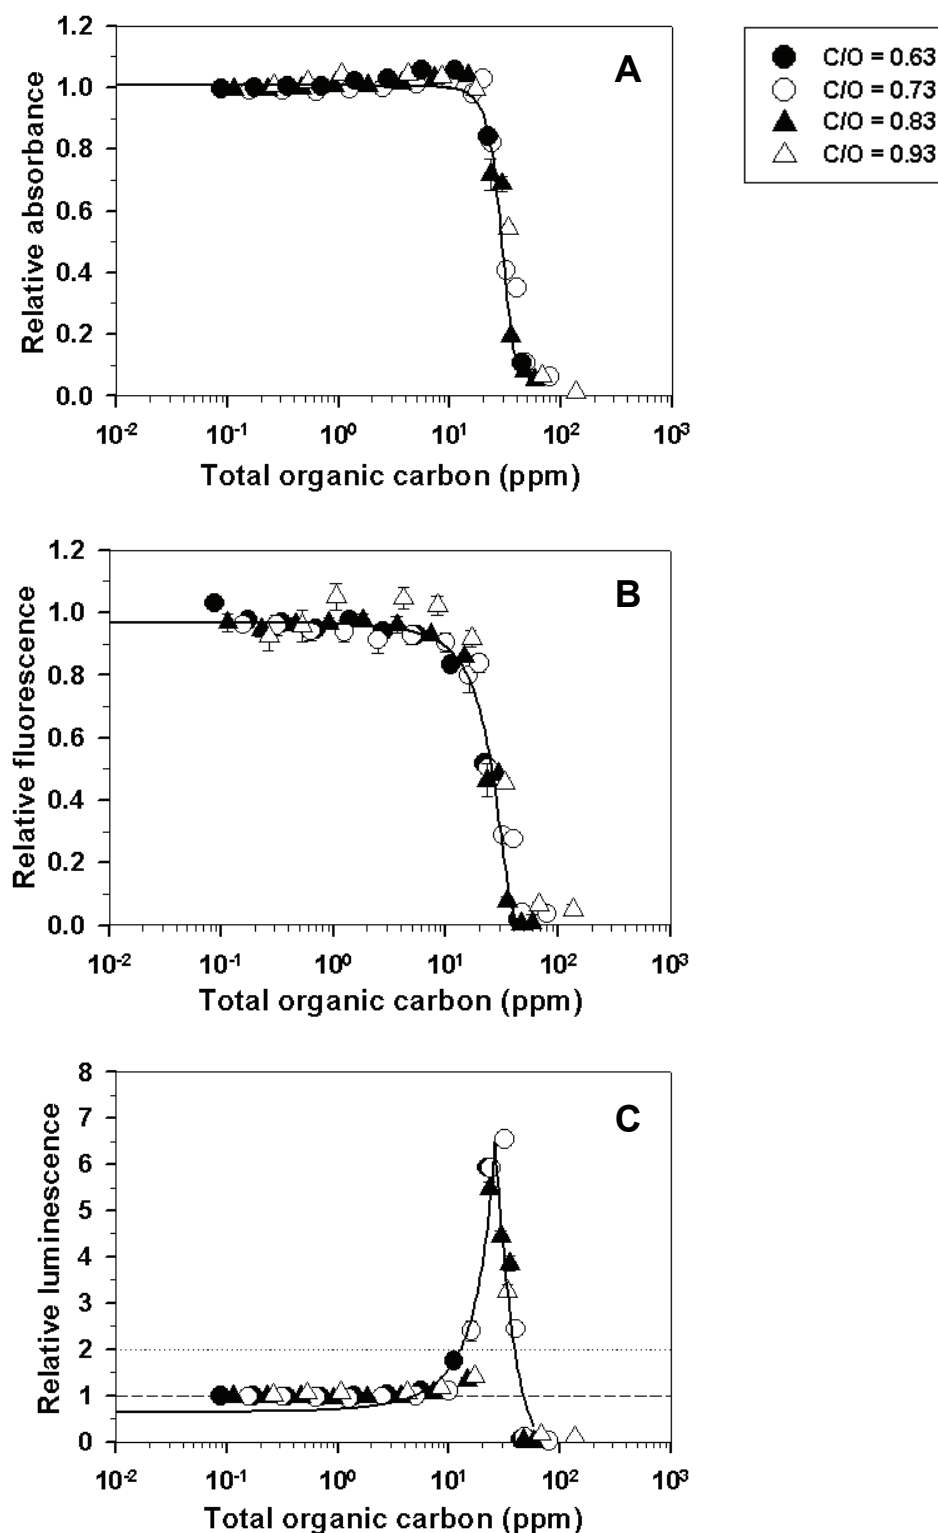 A
C/O = 0.63
C/O = 0.73
C/O = 0.83
C/O = 0.93
Relative absorbance
1.2
1.0
0.8
0.6
0.4
0.2
0.0
10⁻² 10⁻¹ 10⁰ 10¹ 10² 10³
Total organic carbon (ppm)
B
Relative fluorescence
1.2
1.0
0.8
0.6
0.4
0.2
0.0
10⁻² 10⁻¹ 10⁰ 10¹ 10² 10³
Total organic carbon (ppm)
C
Relative luminescence
8
7
6
5
4
3
2
1
0
10⁻² 10⁻¹ 10⁰ 10¹ 10² 10³
Total organic carbon (ppm)